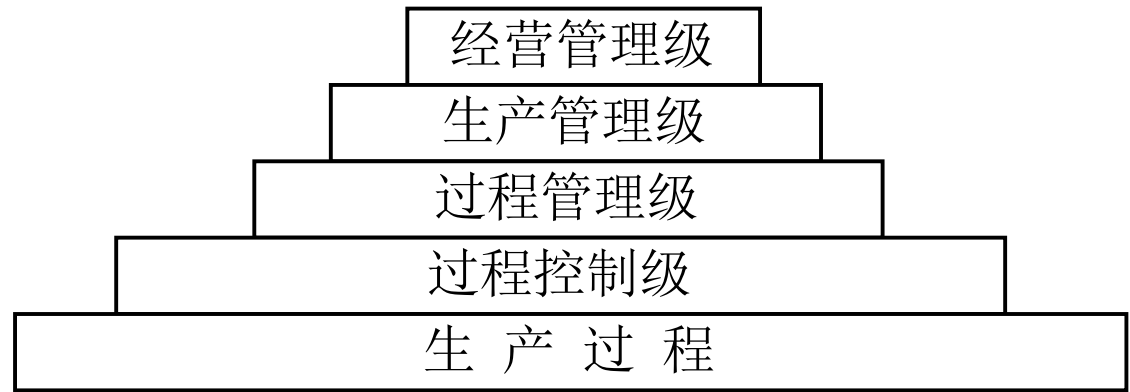 经营管理级
生产管理级
过程管理级
过程控制级
生 产 过 程